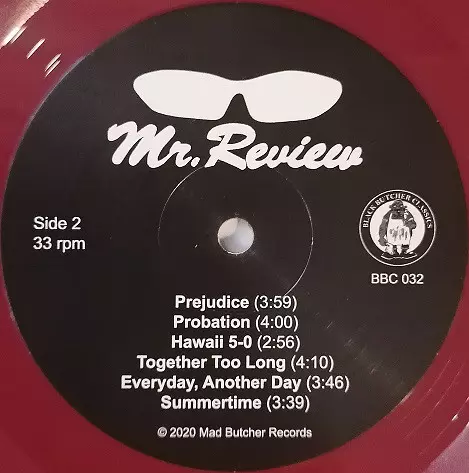 Mr. Review
Side 2
33 rpm
BLACK BUTCHER CLASSICS
BBC 032
Prejudice (3:59)
Probation (4:00)
Hawaii 5-0 (2:56)
Together Too Long (4:10)
Everyday, Another Day (3:46)
Summertime (3:39)
© 2020 Mad Butcher Records